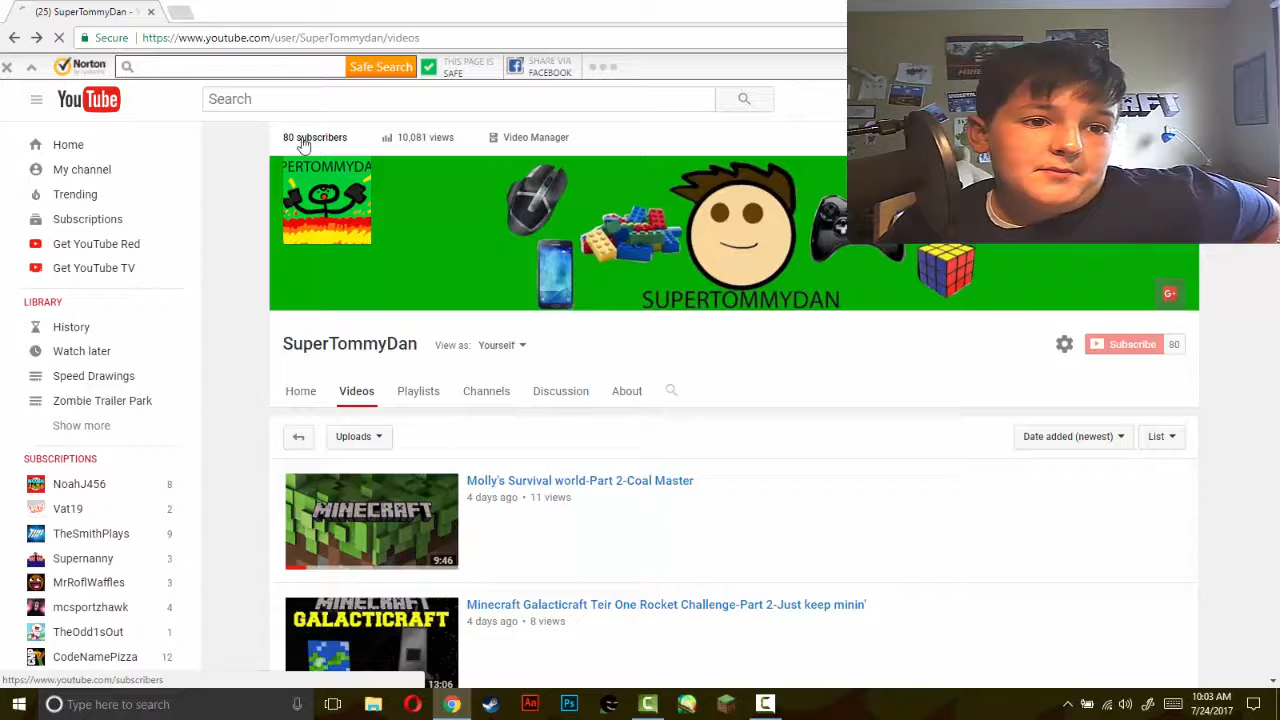 (25) SuperTommyDan - Y
Secure https://www.youtube.com/user/SuperTommydan/videos
Norton Safe Search THIS PAGE IS SAFE SHARE VIA FACEBOOK
YouTube Search
80 subscribers 10,081 views Video Manager
Home
My channel
Trending
Subscriptions
Get YouTube Red
Get YouTube TV
LIBRARY
History
Watch later
Speed Drawings
Zombie Trailer Park
Show more
SUBSCRIPTIONS
NoahJ456 8
Vat19 2
TheSmithPlays 9
Supernanny 3
MrRoflWaffles 3
mcsportzhawk 4
TheOdd1sOut 1
CodeNamePizza 12
PERTOMMYDA
SUPERTOMMYDAN
SuperTommyDan View as: Yourself Subscribe 80
Home Videos Playlists Channels Discussion About
Uploads Date added (newest) List
MINECRAFT
9:46
Molly's Survival world-Part 2-Coal Master
4 days ago • 11 views
MINECRAFT
GALACTICRAFT
13:06
Minecraft Galacticraft Teir One Rocket Challenge-Part 2-Just keep minin'
4 days ago • 8 views
https://www.youtube.com/subscribers
Type here to search An Ps 10:03 AM
7/24/2017